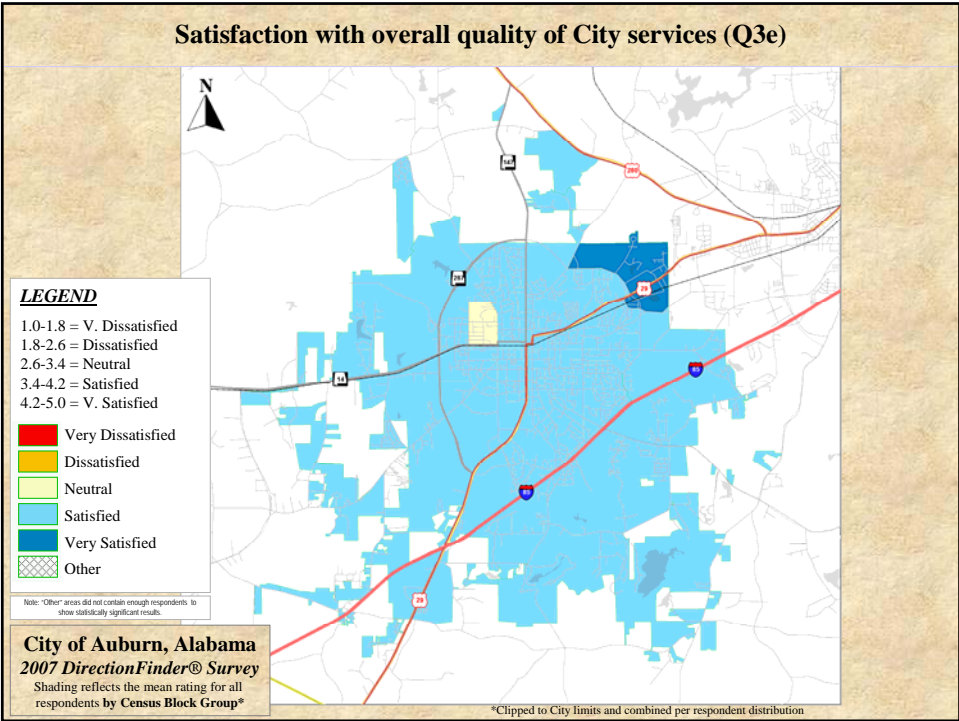 Satisfaction with overall quality of City services (Q3e)
N
147
280
267
29
14
85
85
29
LEGEND
1.0-1.8 = V. Dissatisfied
1.8-2.6 = Dissatisfied
2.6-3.4 = Neutral
3.4-4.2 = Satisfied
4.2-5.0 = V. Satisfied
Very Dissatisfied
Dissatisfied
Neutral
Satisfied
Very Satisfied
Other
Note: "Other" areas did not contain enough respondents to
show statistically significant results.
City of Auburn, Alabama
2007 DirectionFinder® Survey
Shading reflects the mean rating for all
respondents by Census Block Group*
*Clipped to City limits and combined per respondent distribution